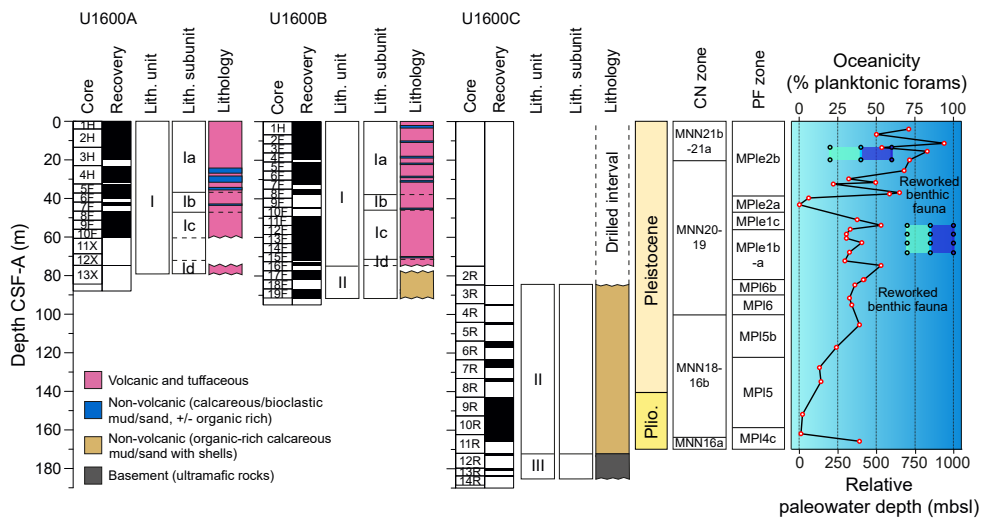 U1600A
Core
Recovery
Lith. unit
Lith. subunit
Lithology
U1600B
Core
Recovery
Lith. unit
Lith. subunit
Lithology
U1600C
Core
Recovery
Lith. unit
Lith. subunit
Lithology
CN zone
PF zone
Oceanicity
(% planktonic forams)
0 25 50 75 100
Depth CSF-A (m)
0
20
40
60
80
100
120
140
160
180
1H
2H
3H
4H
5F
7F
8F
9F
10F
11X
12X
13X
I
Ia
Ib
Ic
Id
1H
2F
3F
4F
5F
6F
7F
8F
9F
10F
11F
12F
13F
14F
15F
16F
17F
18F
19F
I
II
Ia
Ib
Ic
Id
2R
3R
4R
5R
6R
7R
8R
9R
10R
11R
12R
13R
14R
II
III
Drilled interval
Pleistocene
Plio.
MNN21b
-21a
MNN20-
19
MNN18-
16b
MNN16a
MPle2b
MPle2a
MPle1c
MPle1b
-a
MPl6b
MPl6
MPl5b
MPl5
MPl4c
Reworked
benthic
fauna
Reworked
benthic fauna
Volcanic and tuffaceous
Non-volcanic (calcareous/bioclastic
mud/sand, +/- organic rich)
Non-volcanic (organic-rich calcareous
mud/sand with shells)
Basement (ultramafic rocks)
0 250 500 750 1000
Relative
paleowater depth (mbsl)